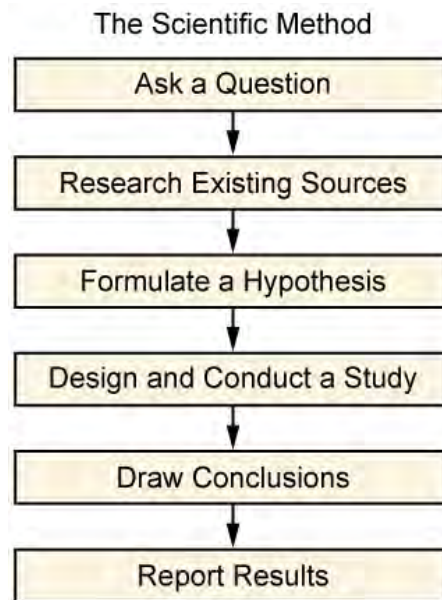 The Scientific Method
Ask a Question
Research Existing Sources
Formulate a Hypothesis
Design and Conduct a Study
Draw Conclusions
Report Results